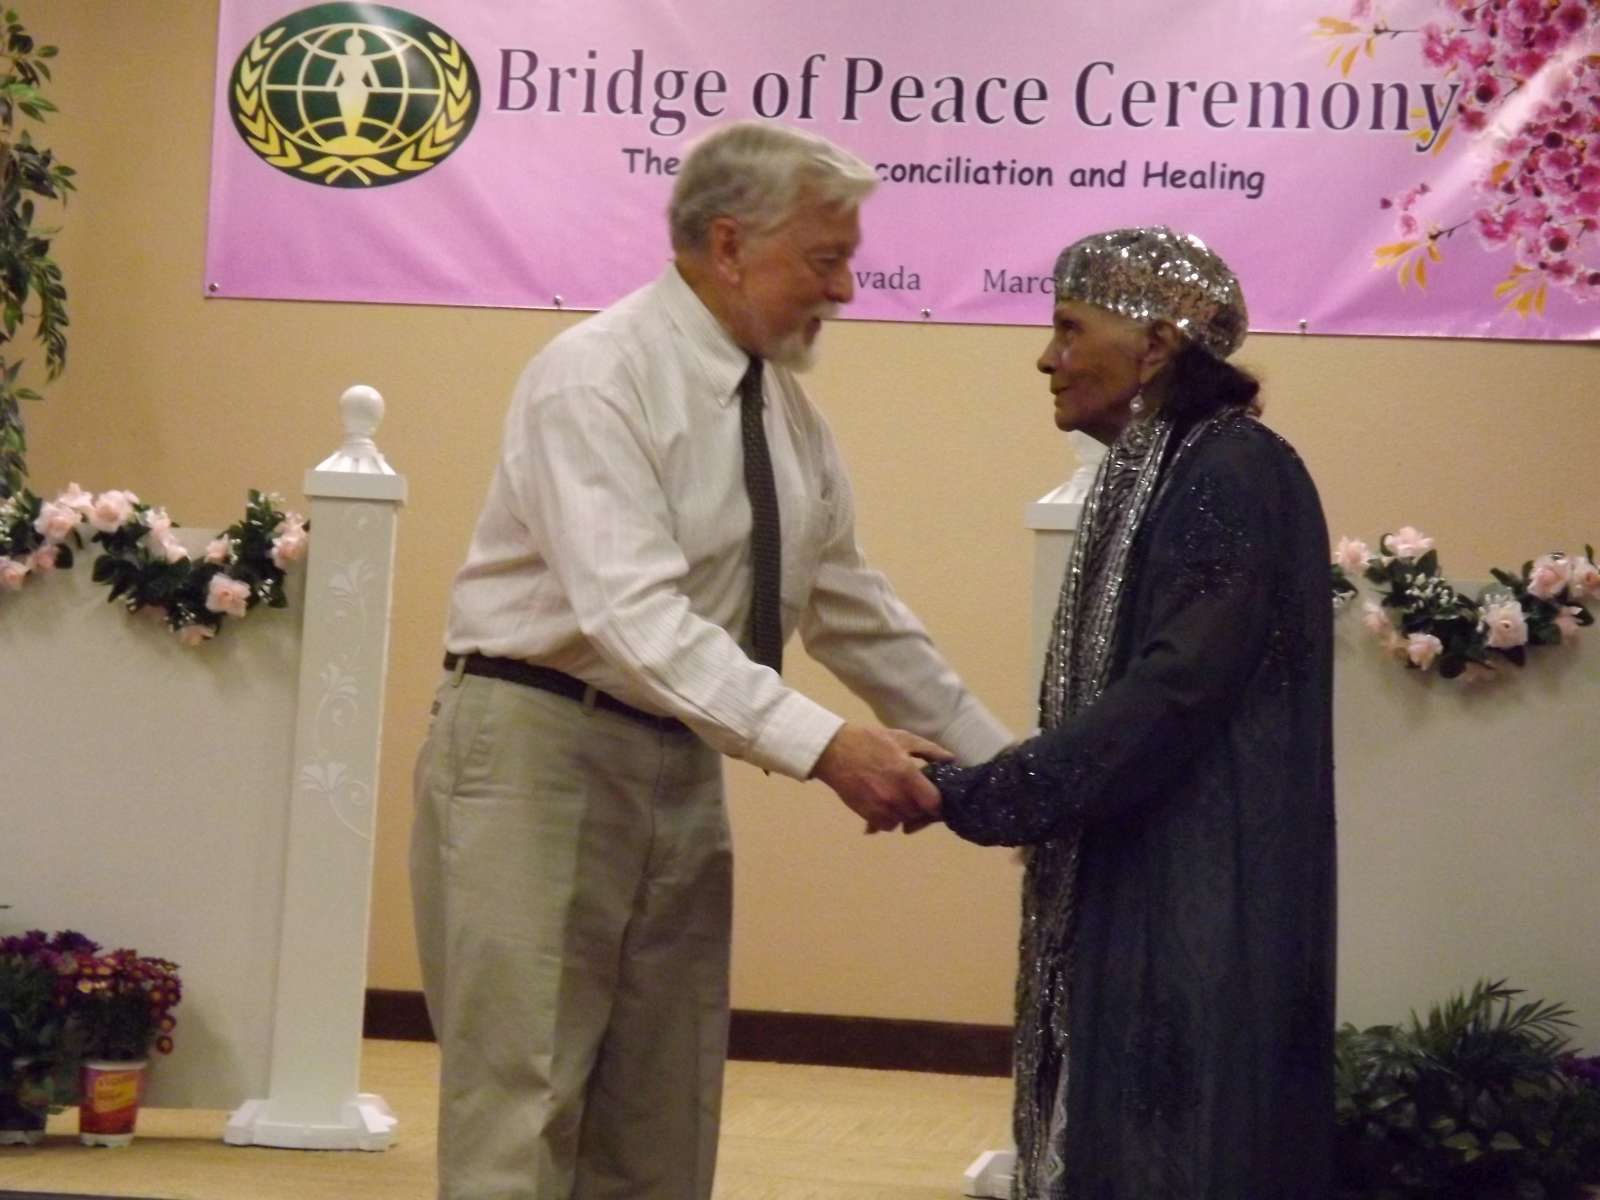 Bridge of Peace Ceremony
The conciliation and Healing
vada Marc